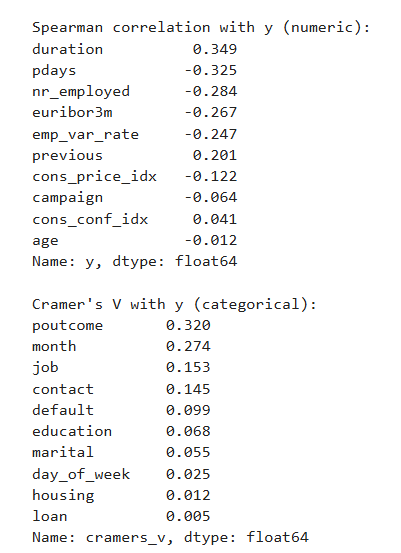 Spearman correlation with y (numeric):
duration          0.349
pdays            -0.325
nr_employed      -0.284
euribor3m        -0.267
emp_var_rate     -0.247
previous          0.201
cons_price_idx   -0.122
campaign         -0.064
cons_conf_idx     0.041
age              -0.012
Name: y, dtype: float64

Cramer's V with y (categorical):
poutcome       0.320
month          0.274
job            0.153
contact        0.145
default        0.099
education      0.068
marital        0.055
day_of_week    0.025
housing        0.012
loan           0.005
Name: cramers_v, dtype: float64